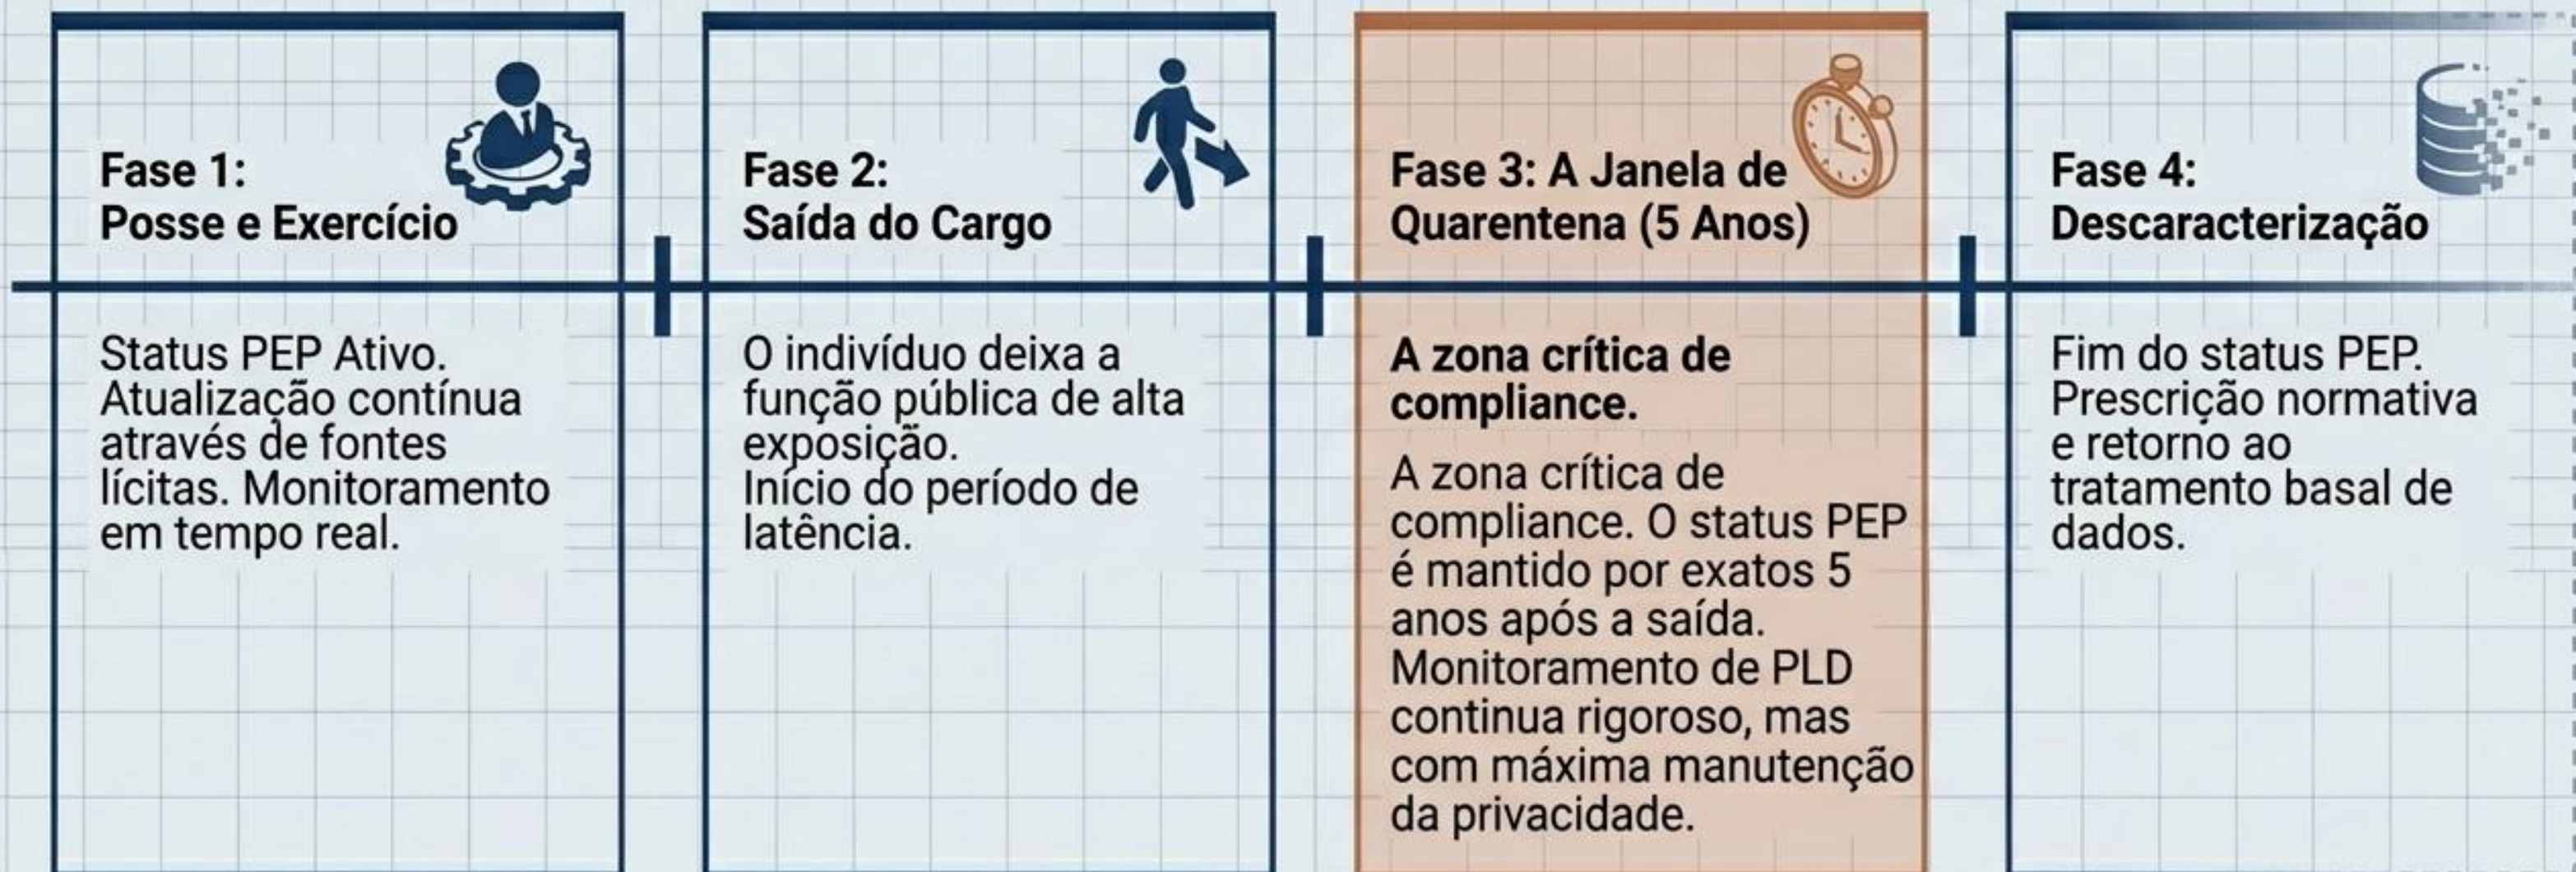 Fase 1:
Posse e Exercício
Status PEP Ativo.
Atualização contínua
através de fontes
lícitas. Monitoramento
em tempo real.
Fase 2:
Saída do Cargo
O indivíduo deixa a
função pública de alta
exposição.
Início do período de
latência.
Fase 3: A Janela de
Quarentena (5 Anos)
A zona crítica de
compliance.
A zona crítica de
compliance. O status PEP
é mantido por exatos 5
anos após a saída.
Monitoramento de PLD
continua rigoroso, mas
com máxima manutenção
da privacidade.
Fase 4:
Descaracterização
Fim do status PEP.
Prescrição normativa
e retorno ao
tratamento basal de
dados.